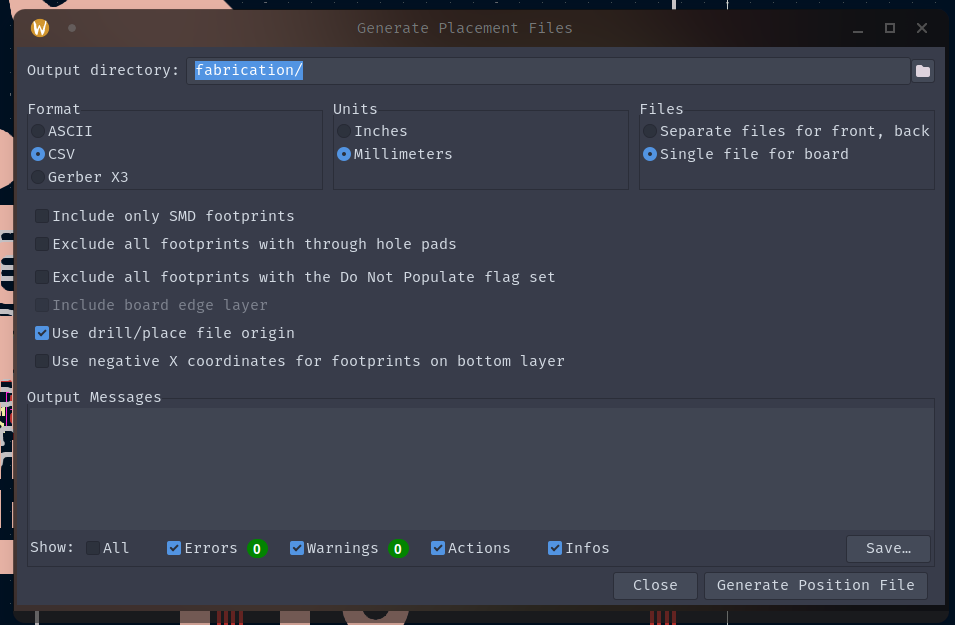 W
Generate Placement Files
Output directory: fabrication/
Format
ASCII
CSV
Gerber X3
Units
Inches
Millimeters
Files
Separate files for front, back
Single file for board
Include only SMD footprints
Exclude all footprints with through hole pads
Exclude all footprints with the Do Not Populate flag set
Include board edge layer
Use drill/place file origin
Use negative X coordinates for footprints on bottom layer
Output Messages
Show: All Errors 0 Warnings 0 Actions Infos Save…
Close Generate Position File